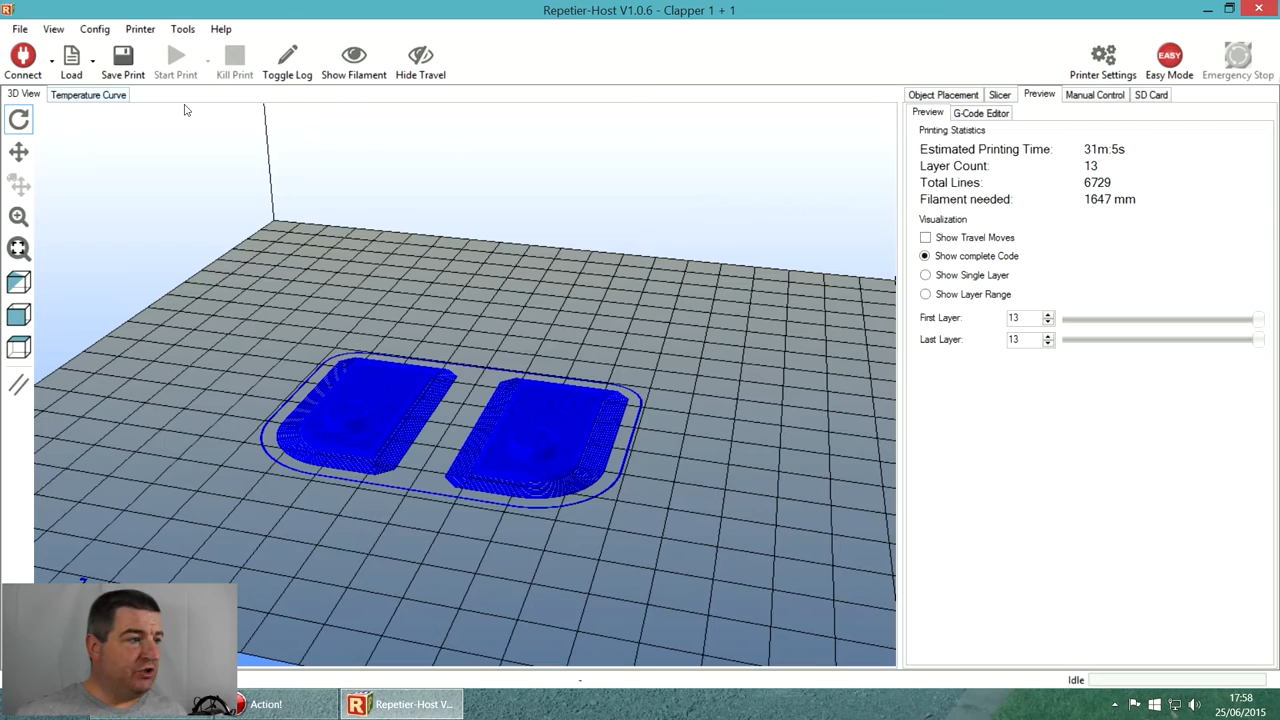 Repetier-Host V1.0.6 - Clapper 1 + 1
File View Config Printer Tools Help
Connect Load Save Print Start Print Kill Print Toggle Log Show Filament Hide Travel Printer Settings Easy Mode Emergency Stop
EASY
3D View Temperature Curve
Object Placement Slicer Preview Manual Control SD Card
Preview G-Code Editor
Printing Statistics
Estimated Printing Time: 31m:5s
Layer Count: 13
Total Lines: 6729
Filament needed: 1647 mm
Visualization
Show Travel Moves
Show complete Code
Show Single Layer
Show Layer Range
First Layer: 13
Last Layer: 13
- Idle
Action! R Repetier-Host V...
17:58
25/06/2015